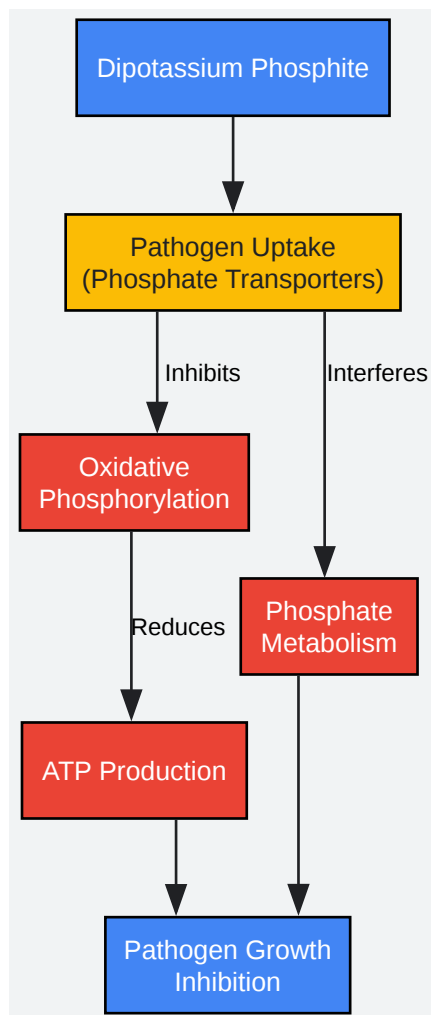 Dipotassium Phosphite
Pathogen Uptake
(Phosphate Transporters)
Inhibits
Interferes
Oxidative
Phosphorylation
Phosphate
Metabolism
Reduces
ATP Production
Pathogen Growth
Inhibition